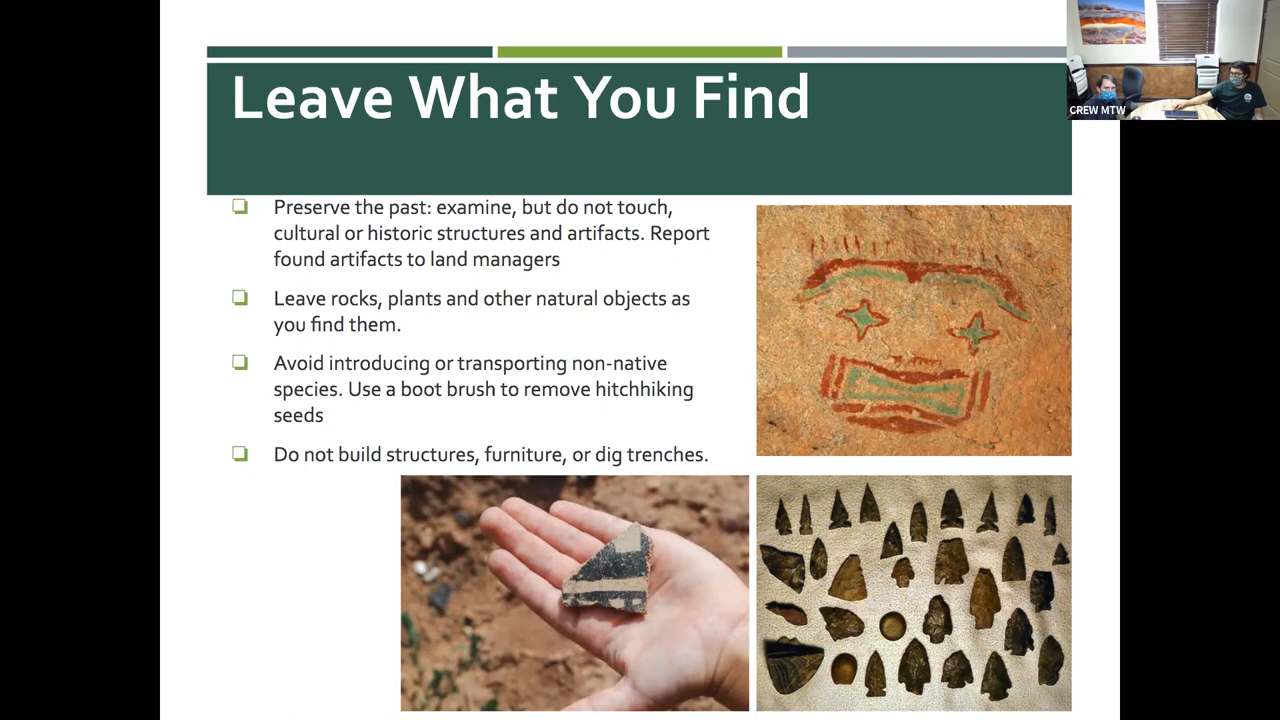 Leave What You Find
CREW MTW
Preserve the past: examine, but do not touch,
cultural or historic structures and artifacts. Report
found artifacts to land managers
Leave rocks, plants and other natural objects as
you find them.
Avoid introducing or transporting non-native
species. Use a boot brush to remove hitchhiking
seeds
Do not build structures, furniture, or dig trenches.